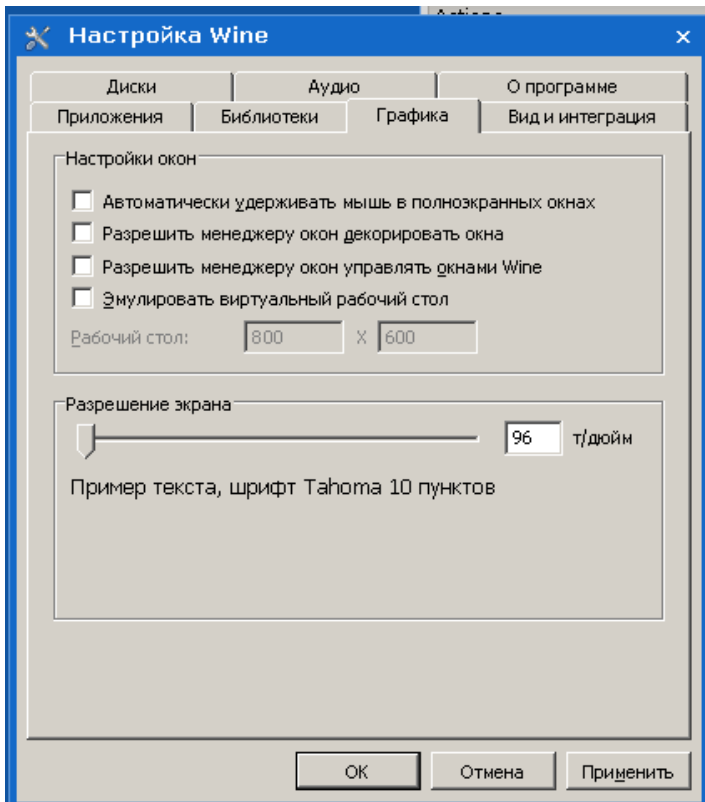 Настройка Wine
Диски Аудио О программе
Приложения Библиотеки Графика Вид и интеграция
Настройки окон
Автоматически удерживать мышь в полноэкранных окнах
Разрешить менеджеру окон декорировать окна
Разрешить менеджеру окон управлять окнами Wine
Эмулировать виртуальный рабочий стол
Рабочий стол: 800 X 600
Разрешение экрана
96 т/дюйм
Пример текста, шрифт Tahoma 10 пунктов
OK Отмена Применить